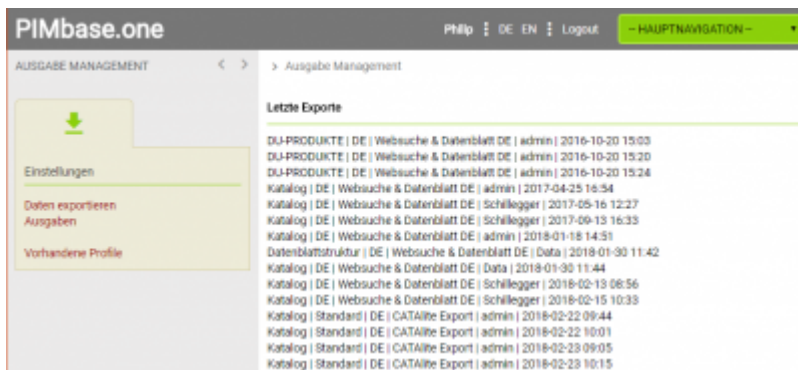 PIMbase.one
Philip ⋮ DE EN ⋮ Logout
-- HAUPTNAVIGATION --
AUSGABE MANAGEMENT < >
> Ausgabe Management
Letzte Exporte
Einstellungen
Daten exportieren
Ausgaben
Vorhandene Profile
DU-PRODUKTE | DE | Websuche & Datenblatt DE | admin | 2016-10-20 15:03
DU-PRODUKTE | DE | Websuche & Datenblatt DE | admin | 2016-10-20 15:20
DU-PRODUKTE | DE | Websuche & Datenblatt DE | admin | 2016-10-20 15:24
Katalog | DE | Websuche & Datenblatt DE | admin | 2017-04-25 16:54
Katalog | DE | Websuche & Datenblatt DE | Schillegger | 2017-05-16 12:27
Katalog | DE | Websuche & Datenblatt DE | Schillegger | 2017-09-13 16:33
Katalog | DE | Websuche & Datenblatt DE | admin | 2018-01-18 14:51
Datenblattstruktur | DE | Websuche & Datenblatt DE | Data | 2018-01-30 11:42
Katalog | DE | Websuche & Datenblatt DE | Data | 2018-01-30 11:44
Katalog | DE | Websuche & Datenblatt DE | Schillegger | 2018-02-13 08:56
Katalog | DE | Websuche & Datenblatt DE | Schillegger | 2018-02-15 10:33
Katalog | Standard | DE | CATAlite Export | admin | 2018-02-22 09:44
Katalog | Standard | DE | CATAlite Export | admin | 2018-02-22 10:01
Katalog | Standard | DE | CATAlite Export | admin | 2018-02-23 09:05
Katalog | Standard | DE | CATAlite Export | admin | 2018-02-23 10:15